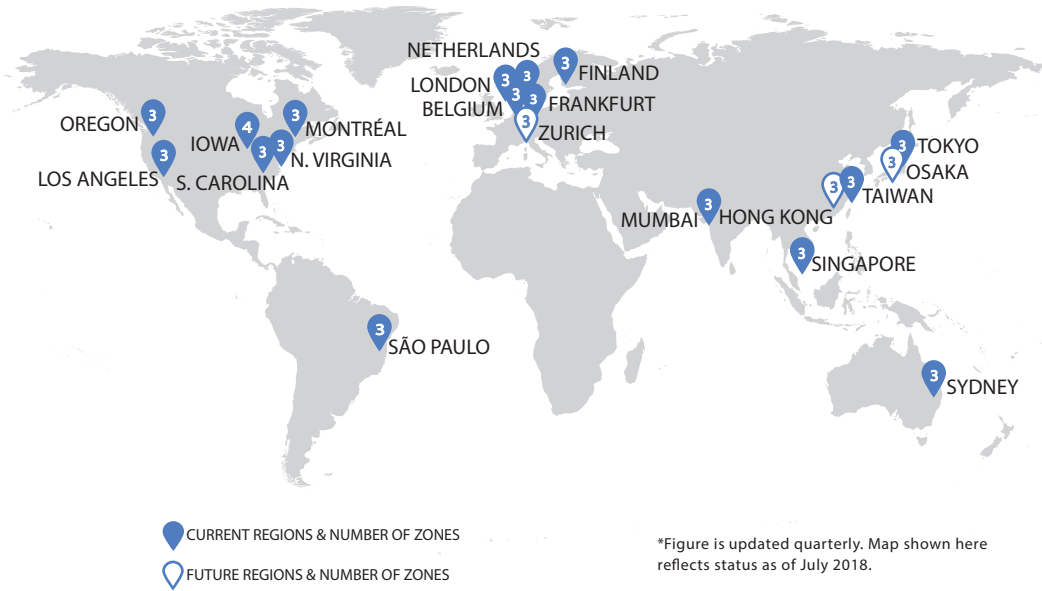 NETHERLANDS
3
3
FINLAND
LONDON
3
3
BELGIUM
3
FRANKFURT
3
ZURICH
OREGON
3
IOWA
4
3
MONTRÉAL
3
N. VIRGINIA
LOS ANGELES
3
S. CAROLINA
3
3
TOKYO
3
OSAKA
3
3
TAIWAN
MUMBAI
3
HONG KONG
3
SINGAPORE
3
SÃO PAULO
3
SYDNEY
CURRENT REGIONS & NUMBER OF ZONES
FUTURE REGIONS & NUMBER OF ZONES
*Figure is updated quarterly. Map shown here
reflects status as of July 2018.